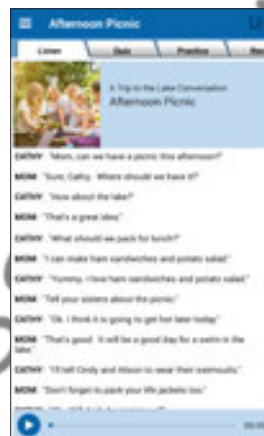 Afternoon Picnic
Listen Quiz Practice
A Trip to the Lake Conversation
Afternoon Picnic
CATHY "Mom, can we have a picnic this afternoon?"
MOM "Sure, Cathy. Where should we have it?"
CATHY "How about the lake?"
MOM "That's a great idea."
CATHY "What should we pack for lunch?"
MOM "I can make ham sandwiches and potato salad."
CATHY "Yummy. I love ham sandwiches and potato salad."
MOM "Tell your sisters about the picnic."
CATHY "Ok. I think it is going to get hot later today."
MOM "That's good. It will be a good day for a swim in the
lake."
CATHY "I'll tell Cindy and Alison to wear their swimsuits."
MOM "Don't forget to pack your life jackets too."